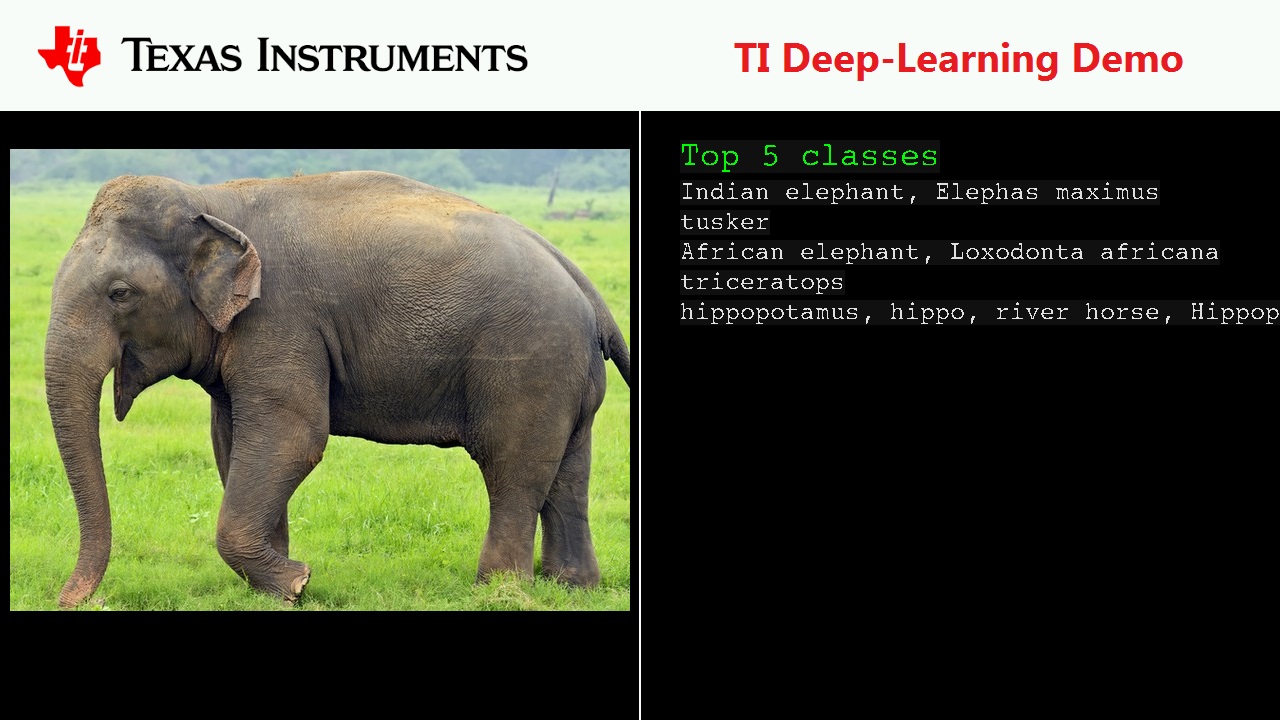 TEXAS INSTRUMENTS
TI Deep-Learning Demo
Top 5 classes
Indian elephant, Elephas maximus
tusker
African elephant, Loxodonta africana
triceratops
hippopotamus, hippo, river horse, Hippop